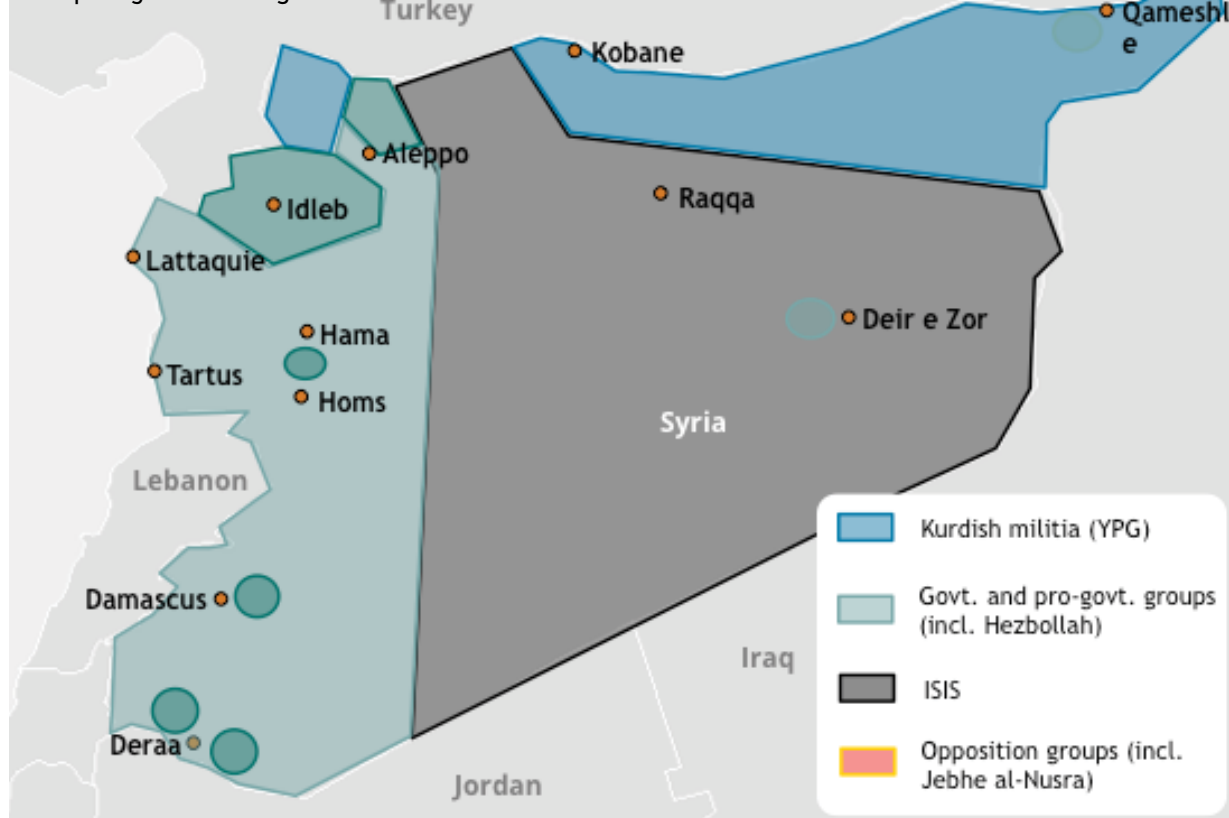 Turkey
Qameshl
e
Kobane
Aleppo
Raqqa
Idleb
Lattaquie
Hama
Deir e Zor
Tartus
Homs
Syria
Lebanon
Kurdish militia (YPG)
Damascus
Govt. and pro-govt. groups
(incl. Hezbollah)
Iraq
ISIS
Deraa
Opposition groups (incl.
Jebhe al-Nusra)
Jordan